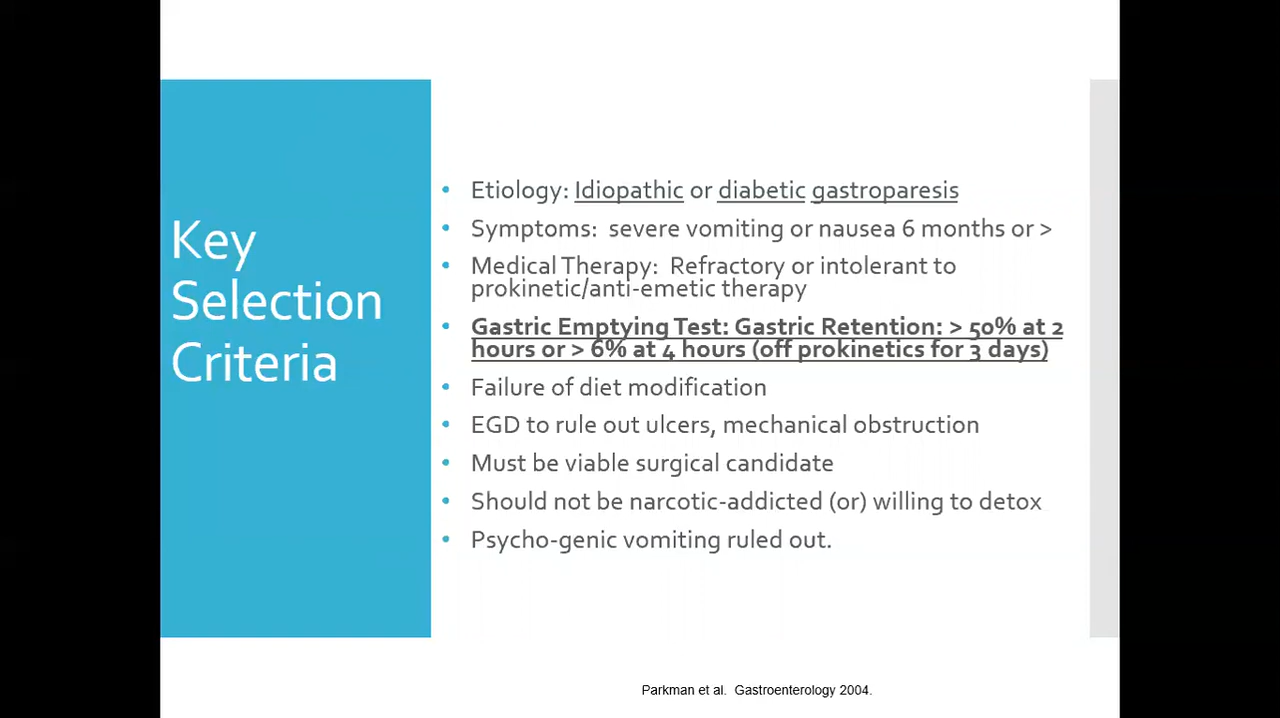 Key
Selection
Criteria
• Etiology: Idiopathic or diabetic gastroparesis
• Symptoms: severe vomiting or nausea 6 months or >
• Medical Therapy: Refractory or intolerant to
prokinetic/anti-emetic therapy
• Gastric Emptying Test: Gastric Retention: > 50% at 2
hours or > 6% at 4 hours (off prokinetics for 3 days)
• Failure of diet modification
• EGD to rule out ulcers, mechanical obstruction
• Must be viable surgical candidate
• Should not be narcotic-addicted (or) willing to detox
• Psycho-genic vomiting ruled out.
Parkman et al. Gastroenterology 2004.